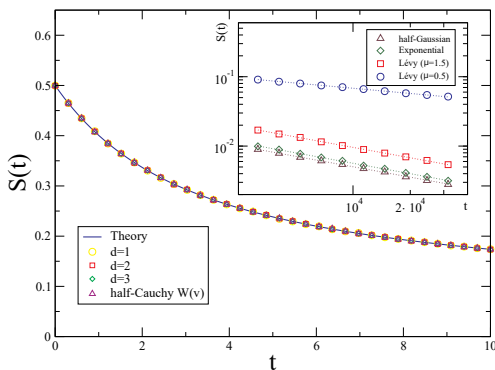 0.6
0.5
0.4
0.3
0.2
0.1
0
S(t)
0
2
4
6
8
10
t
Theory
d=1
d=2
d=3
half-Cauchy W(v)
S(t)
10^-1
10^-2
10^4
2·10^4
t
half-Gaussian
Exponential
Lévy (μ=1.5)
Lévy (μ=0.5)